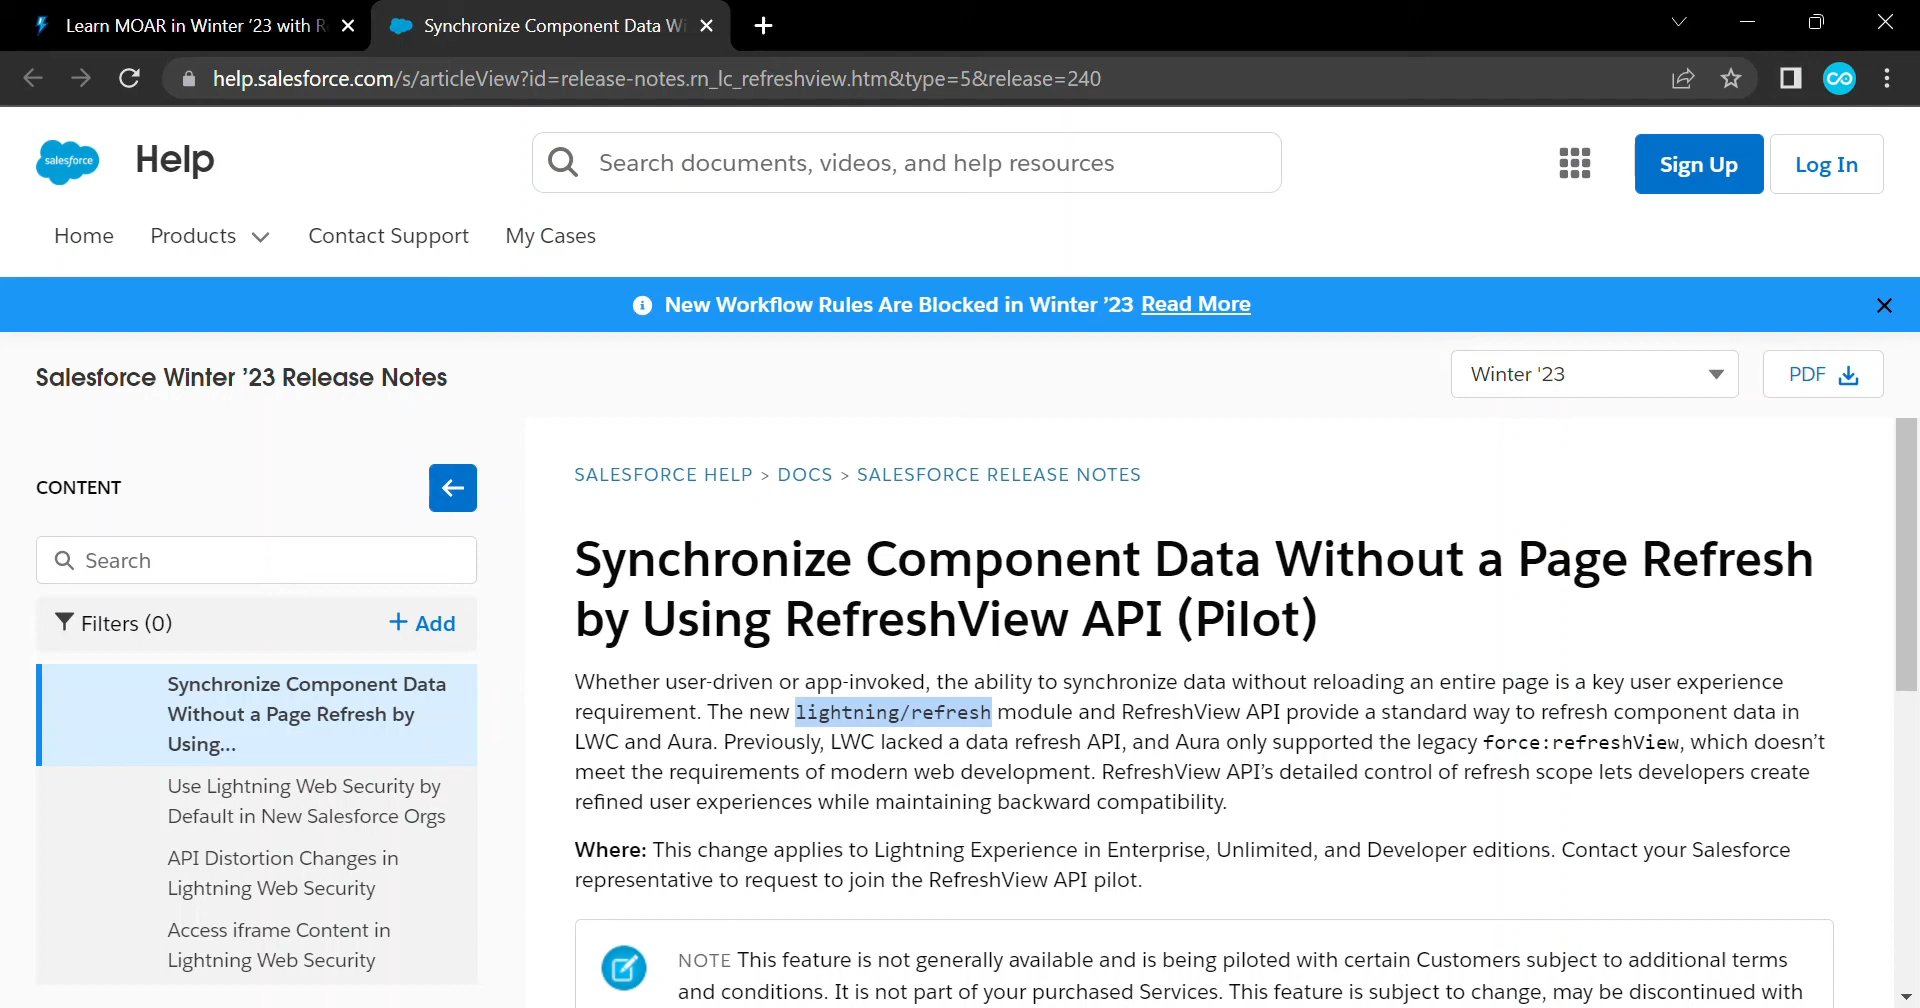 Learn MOAR in Winter ’23 with R
Synchronize Component Data Wi
help.salesforce.com/s/articleView?id=release-notes.rn_lc_refreshview.htm&type=5&release=240
salesforce
Help
Search documents, videos, and help resources
Sign Up
Log In
Home
Products
Contact Support
My Cases
New Workflow Rules Are Blocked in Winter ’23 Read More
Salesforce Winter ’23 Release Notes
Winter '23
PDF
CONTENT
Search
Filters (0)
+ Add
Synchronize Component Data
Without a Page Refresh by
Using...
Use Lightning Web Security by
Default in New Salesforce Orgs
API Distortion Changes in
Lightning Web Security
Access iframe Content in
Lightning Web Security
SALESFORCE HELP > DOCS > SALESFORCE RELEASE NOTES
Synchronize Component Data Without a Page Refresh
by Using RefreshView API (Pilot)
Whether user-driven or app-invoked, the ability to synchronize data without reloading an entire page is a key user experience
requirement. The new lightning/refresh module and RefreshView API provide a standard way to refresh component data in
LWC and Aura. Previously, LWC lacked a data refresh API, and Aura only supported the legacy force:refreshView, which doesn’t
meet the requirements of modern web development. RefreshView API’s detailed control of refresh scope lets developers create
refined user experiences while maintaining backward compatibility.
Where: This change applies to Lightning Experience in Enterprise, Unlimited, and Developer editions. Contact your Salesforce
representative to request to join the RefreshView API pilot.
NOTE This feature is not generally available and is being piloted with certain Customers subject to additional terms
and conditions. It is not part of your purchased Services. This feature is subject to change, may be discontinued with